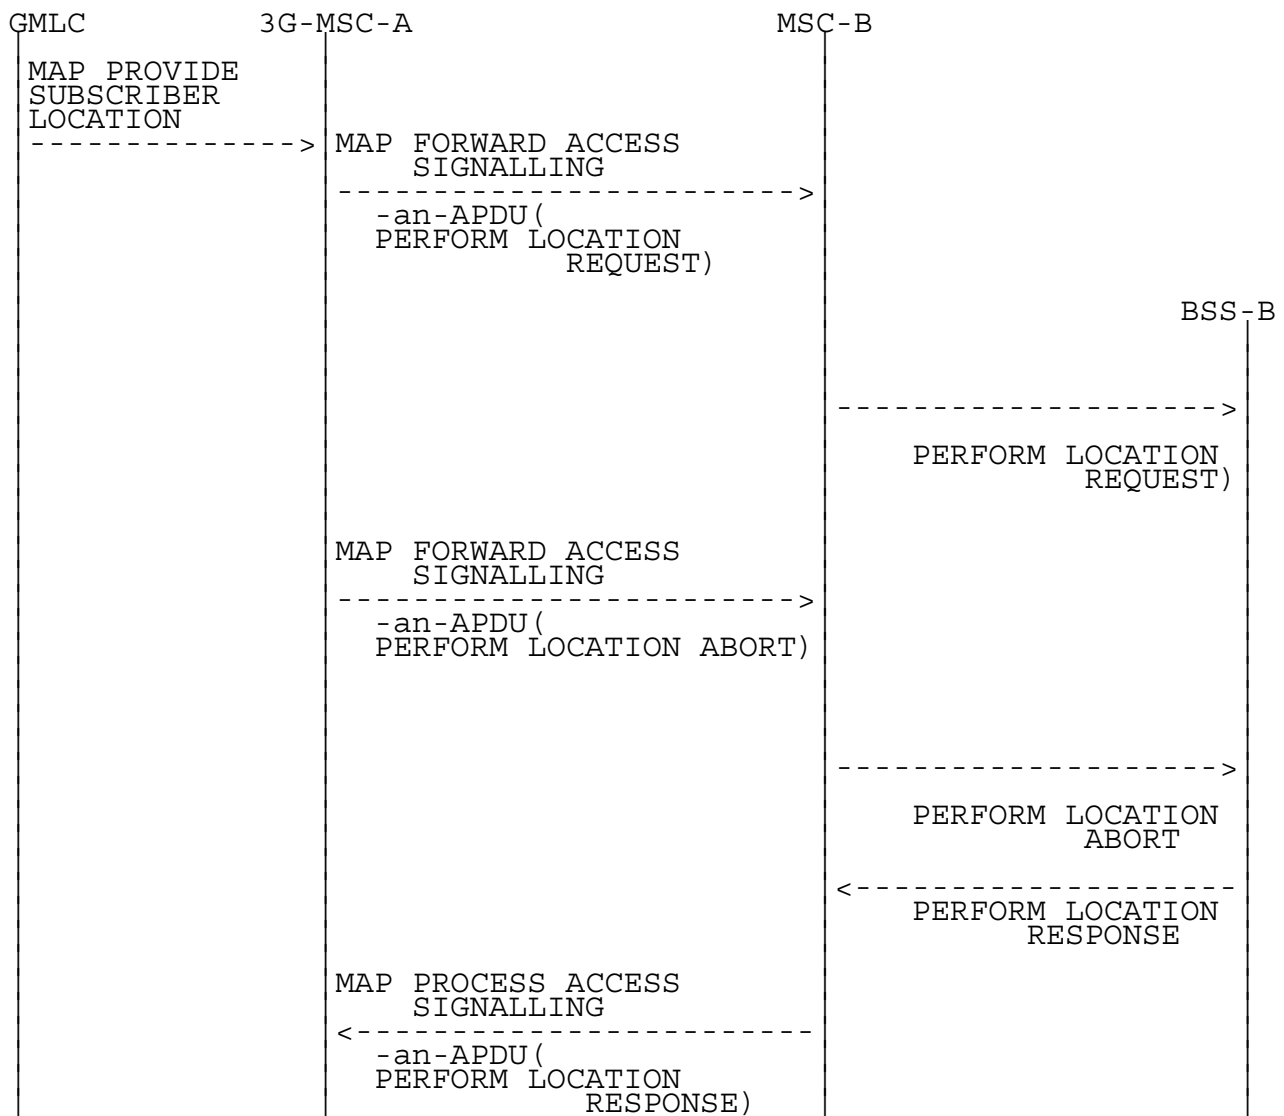 GMLC 3G-MSC-A MSC-B
MAP PROVIDE
SUBSCRIBER
LOCATION
--------------> MAP FORWARD ACCESS
SIGNALLING
------------------------>
-an-APDU(
PERFORM LOCATION
REQUEST)
BSS-B
-------------------->
PERFORM LOCATION
REQUEST)
MAP FORWARD ACCESS
SIGNALLING
------------------------>
-an-APDU(
PERFORM LOCATION ABORT)
-------------------->
PERFORM LOCATION
ABORT
<--------------------
PERFORM LOCATION
RESPONSE
MAP PROCESS ACCESS
SIGNALLING
<------------------------
-an-APDU(
PERFORM LOCATION
RESPONSE)